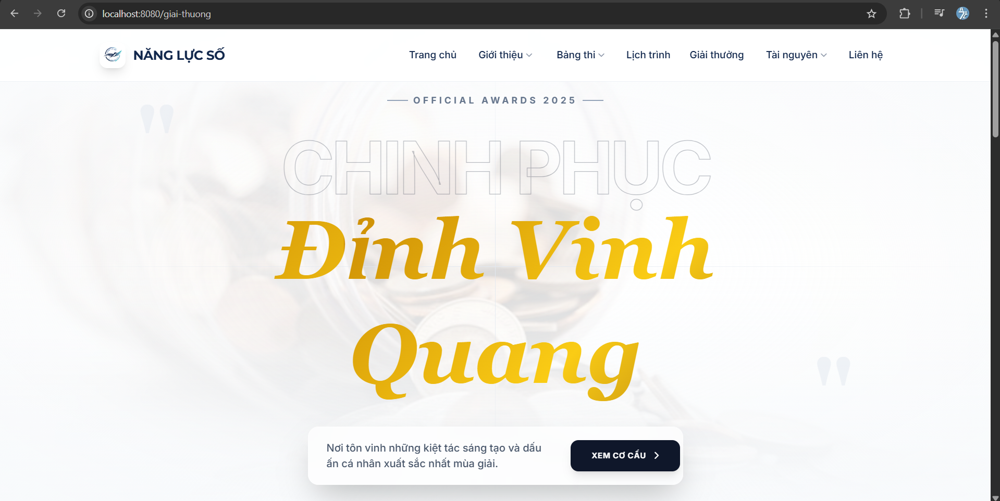 localhost:8080/giai-thuong
NĂNG LỰC SỐ
Trang chủ
Giới thiệu
Bảng thi
Lịch trình
Giải thưởng
Tài nguyên
Liên hệ
OFFICIAL AWARDS 2025
"
CHINH PHỤC
Đỉnh Vinh
Quang
"
Nơi tôn vinh những kiệt tác sáng tạo và dấu
ấn cá nhân xuất sắc nhất mùa giải.
XEM CƠ CẤU